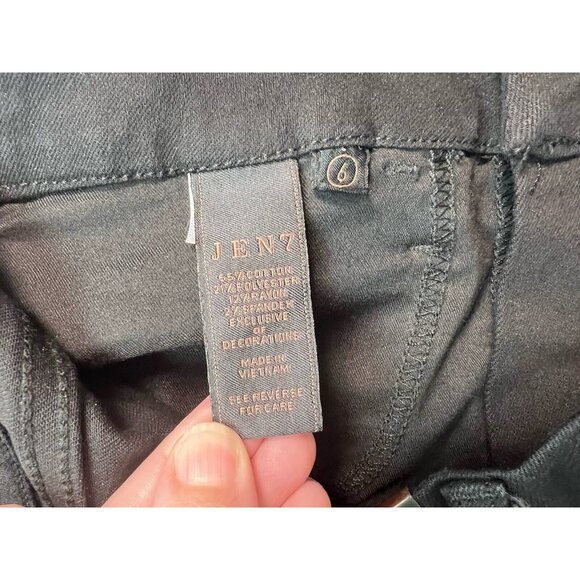 JEN7
65% COTTON
21% POLYESTER
12% RAYON
2% SPANDEX
EXCLUSIVE
OF
DECORATIONS
MADE IN
VIETNAM
SEE REVERSE
FOR CARE
6